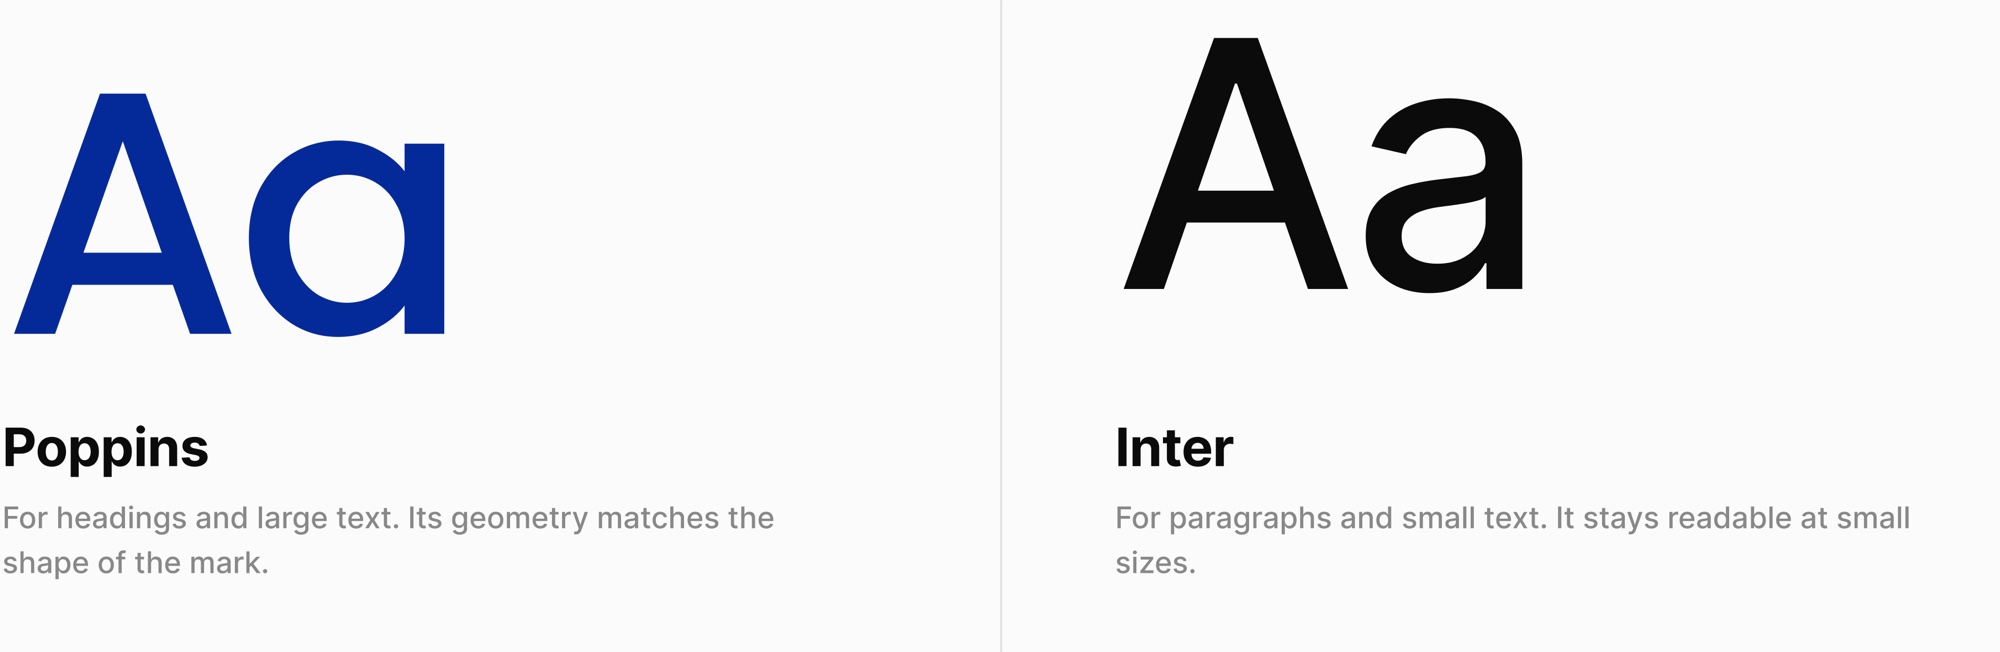 Aa
Poppins
For headings and large text. Its geometry matches the
shape of the mark.
Aa
Inter
For paragraphs and small text. It stays readable at small
sizes.